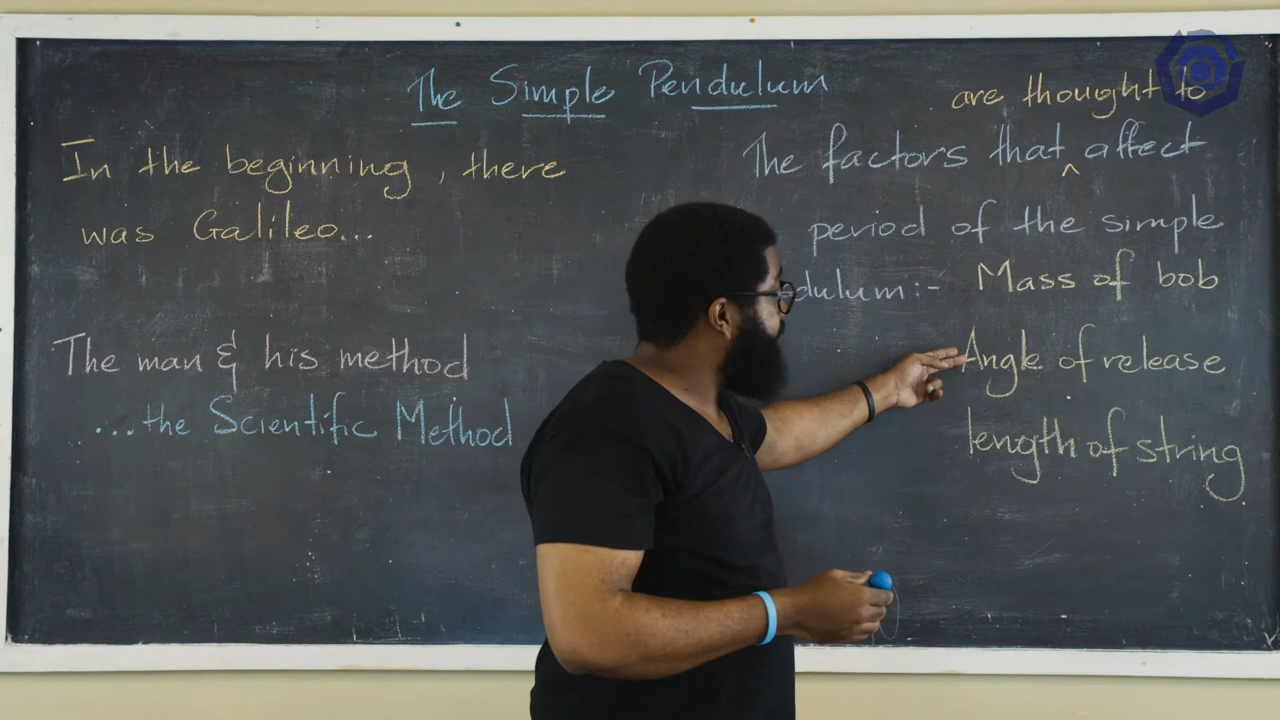 The Simple Pendulum
In the beginning, there
was Galileo...
The man & his method
...the Scientific Method
are thought to
The factors that ^ affect
period of the simple
dulum:- Mass of bob
Angle of release
length of string